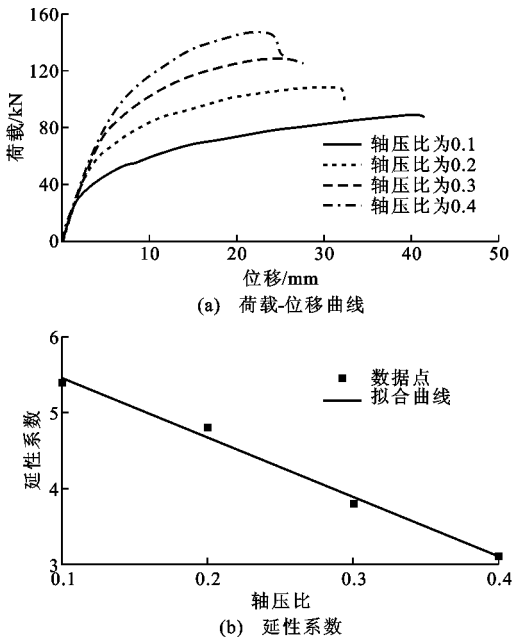 160
120
80
40
0
荷载/kN
轴压比为0.1
轴压比为0.2
轴压比为0.3
轴压比为0.4
10
20
30
40
50
位移/mm
(a) 荷载-位移曲线
6
5
4
3
延性系数
数据点
拟合曲线
0.1
0.2
0.3
0.4
轴压比
(b) 延性系数